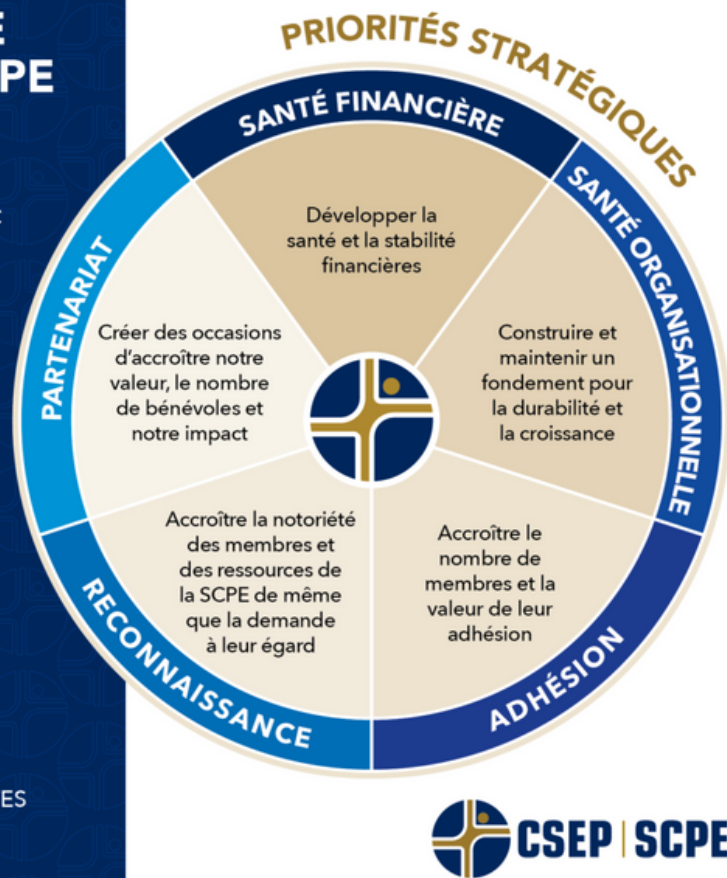 PRIORITÉS STRATÉGIQUES
SANTÉ FINANCIÈRE
Développer la
santé et la stabilité
financières
SANTÉ ORGANISATIONNELLE
Construire et
maintenir un
fondement pour
la durabilité et
la croissance
ADHÉSION
Accroître le
nombre de
membres et la
valeur de leur
adhésion
RECONNAISSANCE
Accroître la notoriété
des membres et
des ressources de
la SCPE de même
que la demande
à leur égard
PARTENARIAT
Créer des occasions
d'accroître notre
valeur, le nombre
de bénévoles et
notre impact
CSEP | SCPE